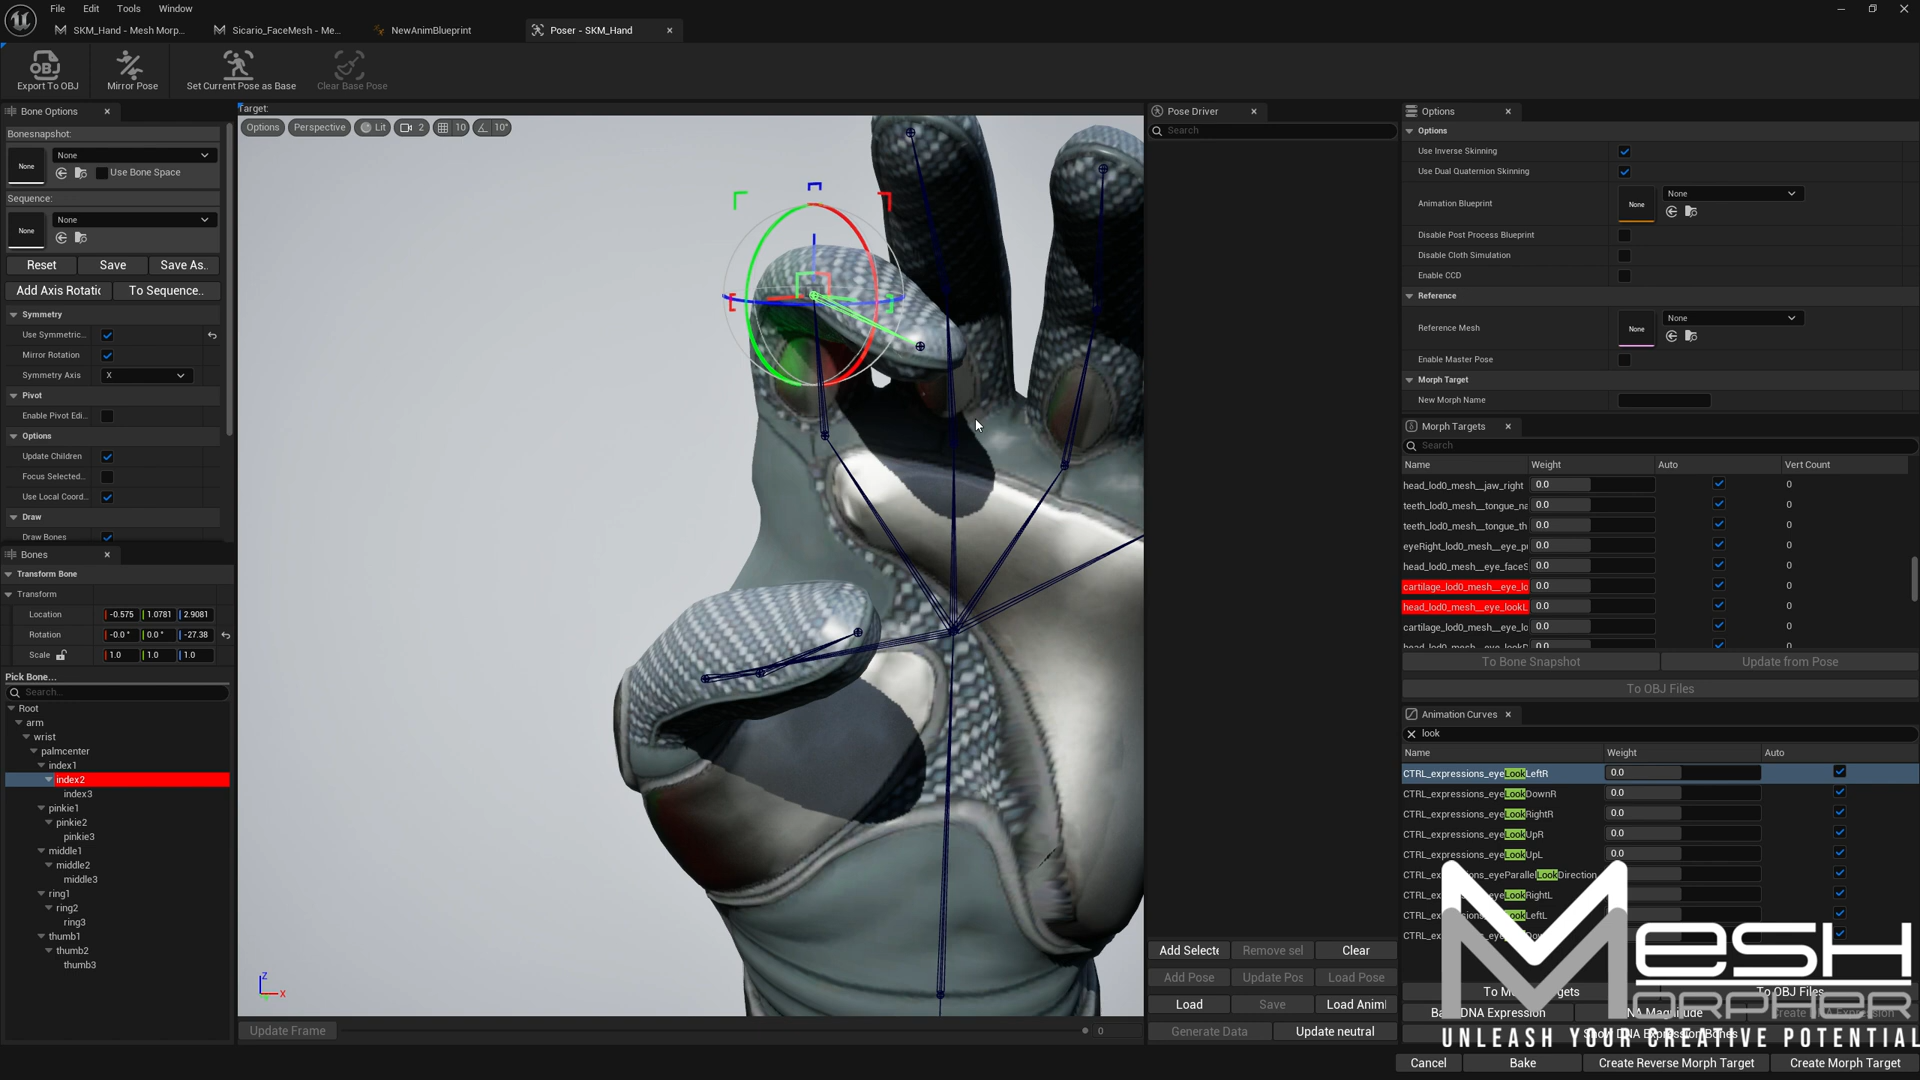 File Edit Tools Window
SKM_Hand - Mesh Morp...
Sicario_FaceMesh - Me...
NewAnimBlueprint
Poser - SKM_Hand
Export To OBJ
Mirror Pose
Set Current Pose as Base
Clear Base Pose
Bone Options
Bonesnapshot:
None
None
Use Bone Space
Sequence:
None
None
Reset Save Save As..
Add Axis Rotatic To Sequence..
Symmetry
Use Symmetric..
Mirror Rotation
Symmetry Axis X
Pivot
Enable Pivot Edi..
Options
Update Children
Focus Selected..
Use Local Coord..
Draw
Draw Bones
Bones
Transform Bone
Transform
Location -0.575 1.0781 2.9081
Rotation -0.0° 0.0° -27.38
Scale 1.0 1.0 1.0
Pick Bone...
Search...
Root
arm
wrist
palmcenter
index1
index2
index3
pinkie1
pinkie2
pinkie3
middle1
middle2
middle3
ring1
ring2
ring3
thumb1
thumb2
thumb3
Target:
Options Perspective Lit 2 10 10°
Z
X
Update Frame 0
Pose Driver
Search
Add Selecte Remove sel Clear
Add Pose Update Pos Load Pose
Load Save Load Animl
Generate Data Update neutral
Options
Options
Use Inverse Skinning
Use Dual Quaternion Skinning
Animation Blueprint None None
Disable Post Process Blueprint
Disable Cloth Simulation
Enable CCD
Reference
Reference Mesh None None
Enable Master Pose
Morph Target
New Morph Name
Morph Targets
Search
Name Weight Auto Vert Count
head_lod0_mesh__jaw_right 0.0 0
teeth_lod0_mesh__tongue_na 0.0 0
teeth_lod0_mesh__tongue_th 0.0 0
eyeRight_lod0_mesh__eye_pu 0.0 0
head_lod0_mesh__eye_faceS 0.0 0
cartilage_lod0_mesh__eye_lo 0.0 0
head_lod0_mesh__eye_lookL 0.0 0
cartilage_lod0_mesh__eye_lo 0.0 0
To Bone Snapshot Update from Pose
To OBJ Files
Animation Curves
look
Name Weight Auto
CTRL_expressions_eyeLookLeftR 0.0
CTRL_expressions_eyeLookDownR 0.0
CTRL_expressions_eyeLookRightR 0.0
CTRL_expressions_eyeLookUpR 0.0
CTRL_expressions_eyeLookUpL 0.0
eyeParallelLookDirection
LookRightL
LookLeftL
To OBJ Files
DNA Expression
Show DNA Expression Bones
MESH
MORPHER
UNLEASH YOUR CREATIVE POTENTIAL
Cancel Bake Create Reverse Morph Target Create Morph Target